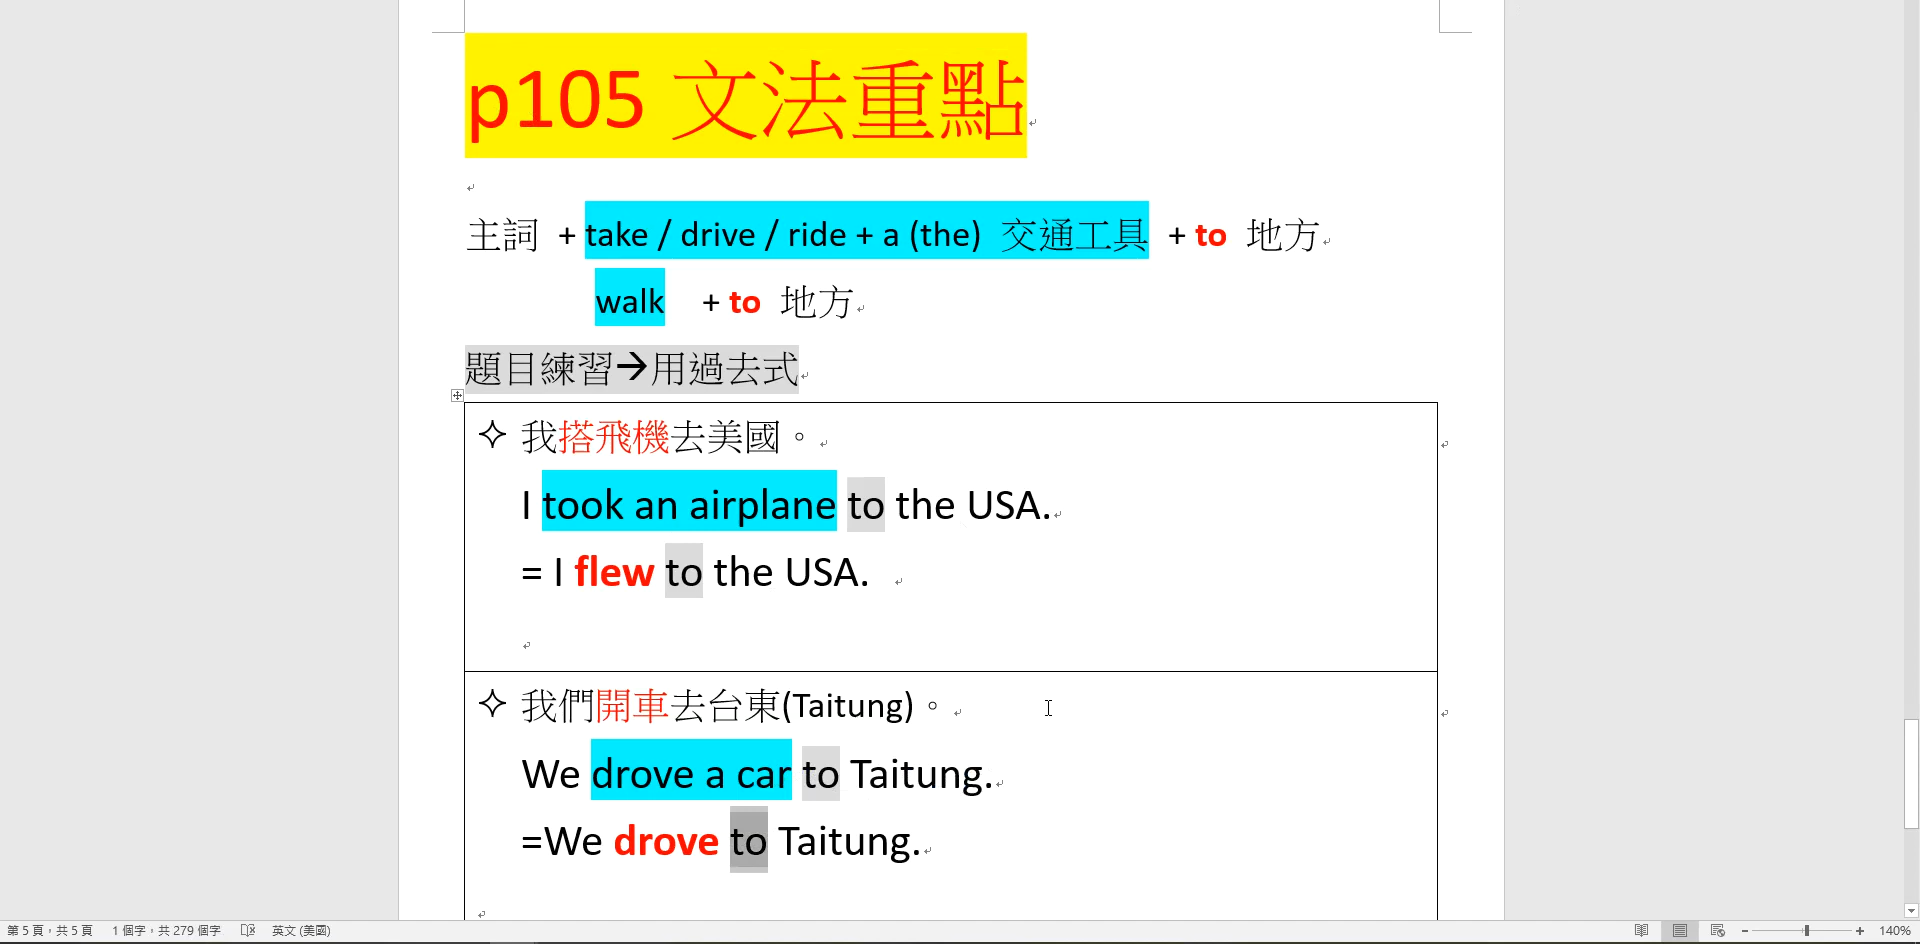 p105 文法重點
主詞 + take / drive / ride + a (the) 交通工具 + to 地方
walk + to 地方
題目練習→用過去式
✧ 我搭飛機去美國。
I took an airplane to the USA.
= I flew to the USA.
✧ 我們開車去台東(Taitung)。
We drove a car to Taitung.
=We drove to Taitung.
第 5 頁，共 5 頁 1 個字，共 279 個字 英文 (美國) 140%